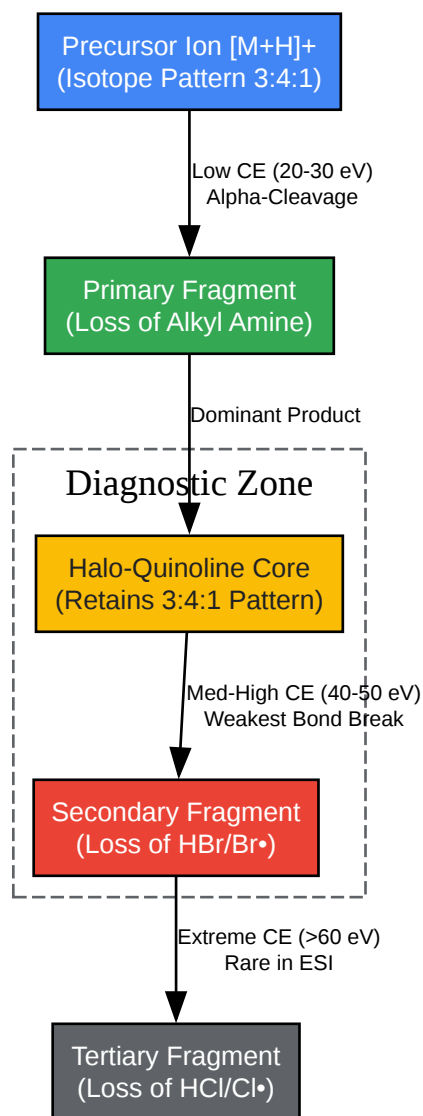 Precursor Ion [M+H]+
(Isotope Pattern 3:4:1)
Low CE (20-30 eV)
Alpha-Cleavage
Primary Fragment
(Loss of Alkyl Amine)
Dominant Product
Diagnostic Zone
Halo-Quinoline Core
(Retains 3:4:1 Pattern)
Med-High CE (40-50 eV)
Weakest Bond Break
Secondary Fragment
(Loss of HBr/Br•)
Extreme CE (>60 eV)
Rare in ESI
Tertiary Fragment
(Loss of HCl/Cl•)